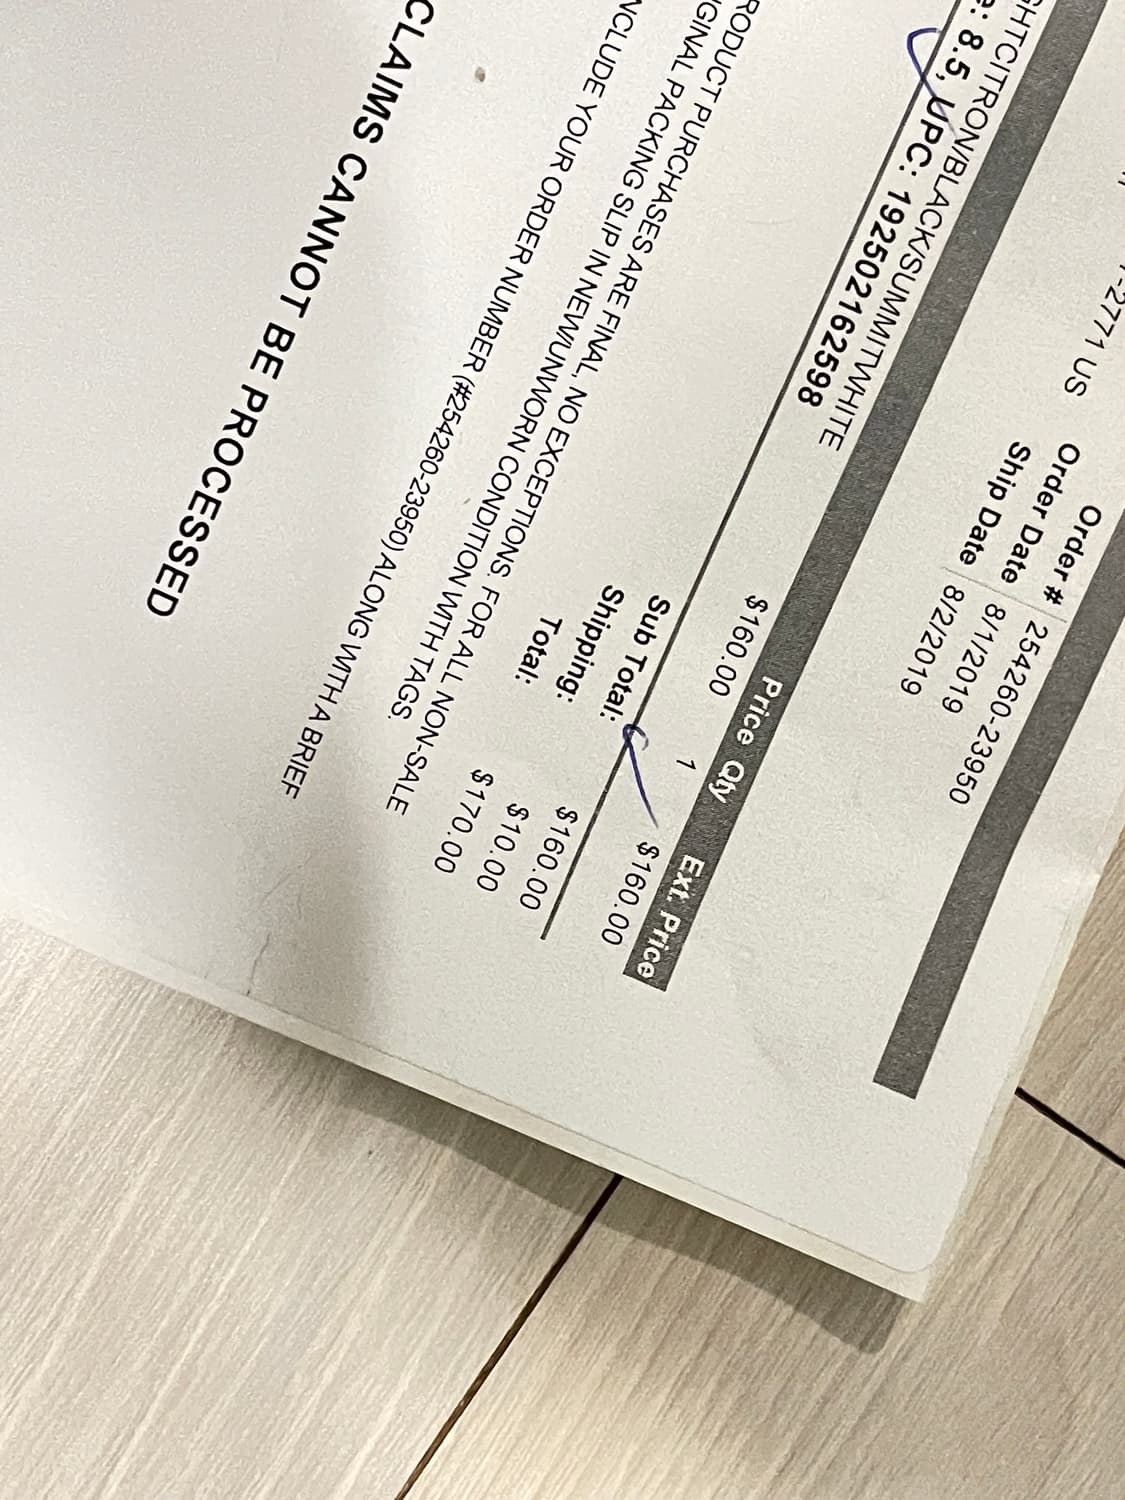 -2771 US
Order # 254260-23950
Order Date 8/1/2019
Ship Date 8/2/2019
Price Qty Ext. Price
GHTCITRON/BLACK/SUMMITWHITE $160.00 1 $160.00
e: 8.5, UPC: 192502162598
Sub Total: $160.00
Shipping: $10.00
Total: $170.00
RODUCT PURCHASES ARE FINAL, NO EXCEPTIONS. FOR ALL NON-SALE
IGINAL PACKING SLIP IN NEW/UNWORN CONDITION WITH TAGS.
NCLUDE YOUR ORDER NUMBER (#254260-23950) ALONG WITH A BRIEF
CLAIMS CANNOT BE PROCESSED